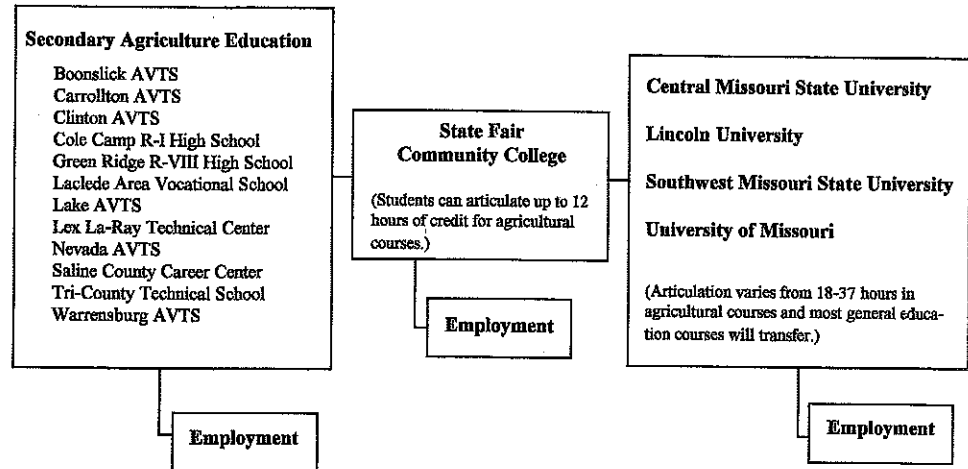 Secondary Agriculture Education
Boonslick AVTS
Carrollton AVTS
Clinton AVTS
Cole Camp R-I High School
Green Ridge R-VIII High School
Laclede Area Vocational School
Lake AVTS
Lex La-Ray Technical Center
Nevada AVTS
Saline County Career Center
Tri-County Technical School
Warrensburg AVTS
Employment
State Fair
Community College
(Students can articulate up to 12
hours of credit for agricultural
courses.)
Employment
Central Missouri State University
Lincoln University
Southwest Missouri State University
University of Missouri
(Articulation varies from 18-37 hours in
agricultural courses and most general educa-
tion courses will transfer.)
Employment